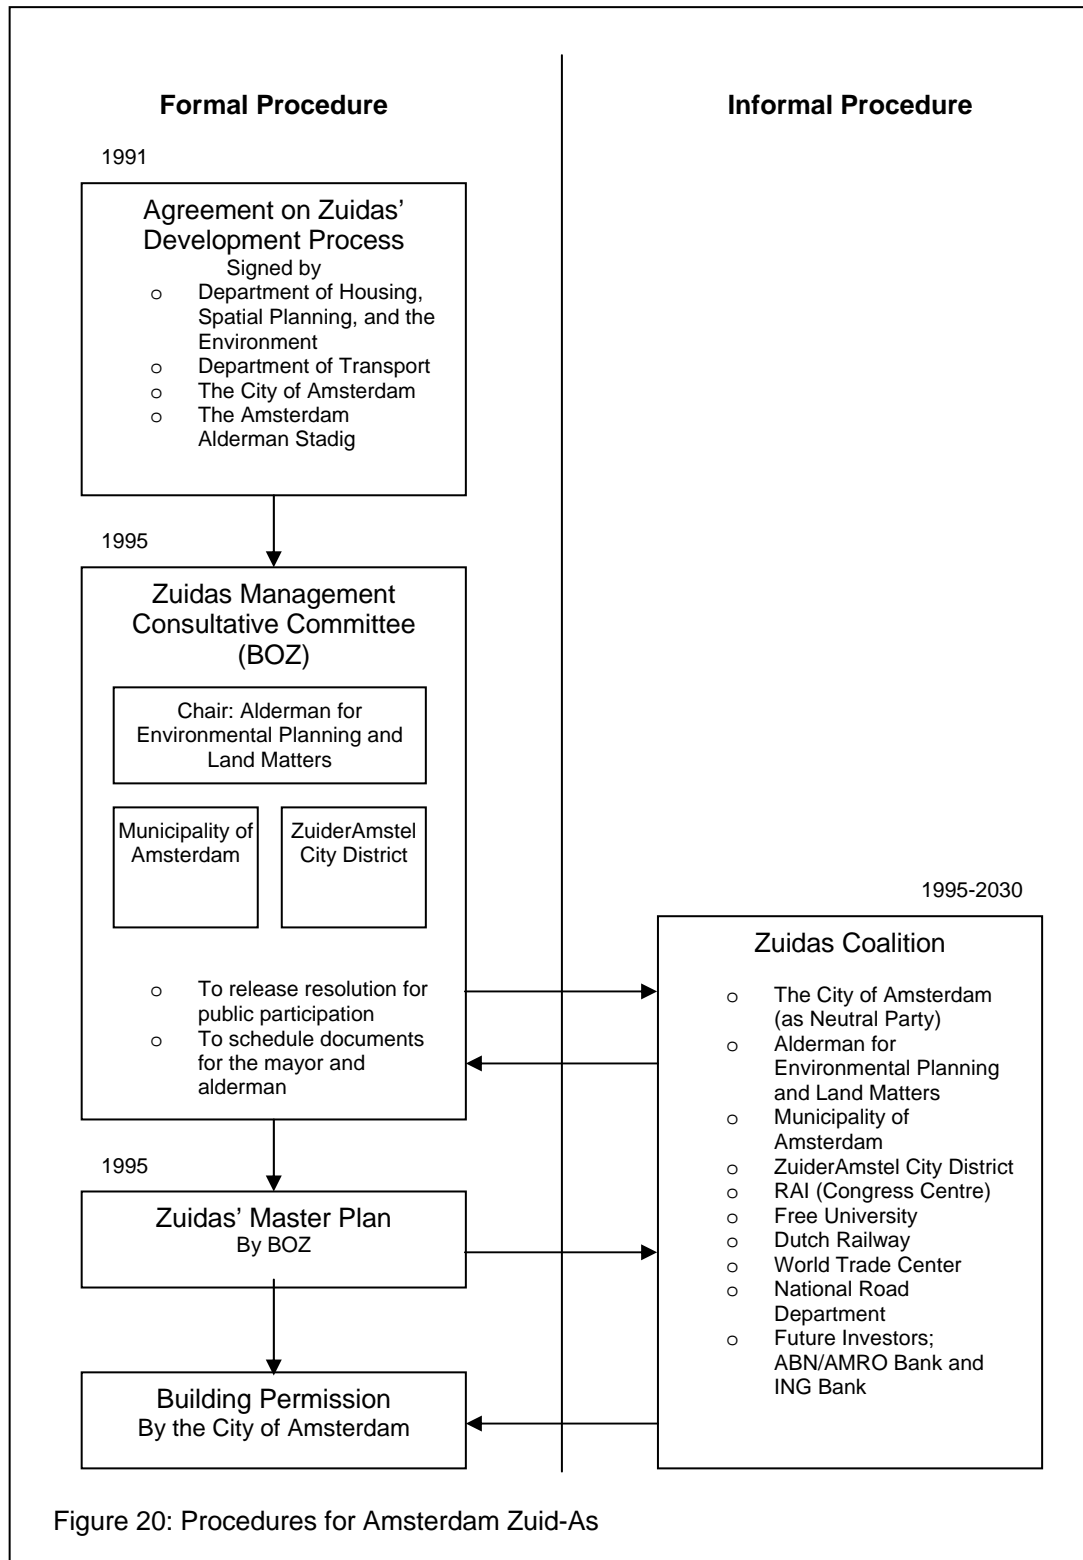 Formal Procedure
Informal Procedure
1991
Agreement on Zuidas'
Development Process
Signed by
o Department of Housing,
Spatial Planning, and the
Environment
o Department of Transport
o The City of Amsterdam
o The Amsterdam
Alderman Stadig
1995
Zuidas Management
Consultative Committee
(BOZ)
Chair: Alderman for
Environmental Planning and
Land Matters
Municipality of
Amsterdam
ZuiderAmstel
City District
o To release resolution for
public participation
o To schedule documents
for the mayor and
alderman
1995
Zuidas' Master Plan
By BOZ
Building Permission
By the City of Amsterdam
1995-2030
Zuidas Coalition
o The City of Amsterdam
(as Neutral Party)
o Alderman for
Environmental Planning
and Land Matters
o Municipality of
Amsterdam
o ZuiderAmstel City District
o RAI (Congress Centre)
o Free University
o Dutch Railway
o World Trade Center
o National Road
Department
o Future Investors;
ABN/AMRO Bank and
ING Bank
Figure 20: Procedures for Amsterdam Zuid-As